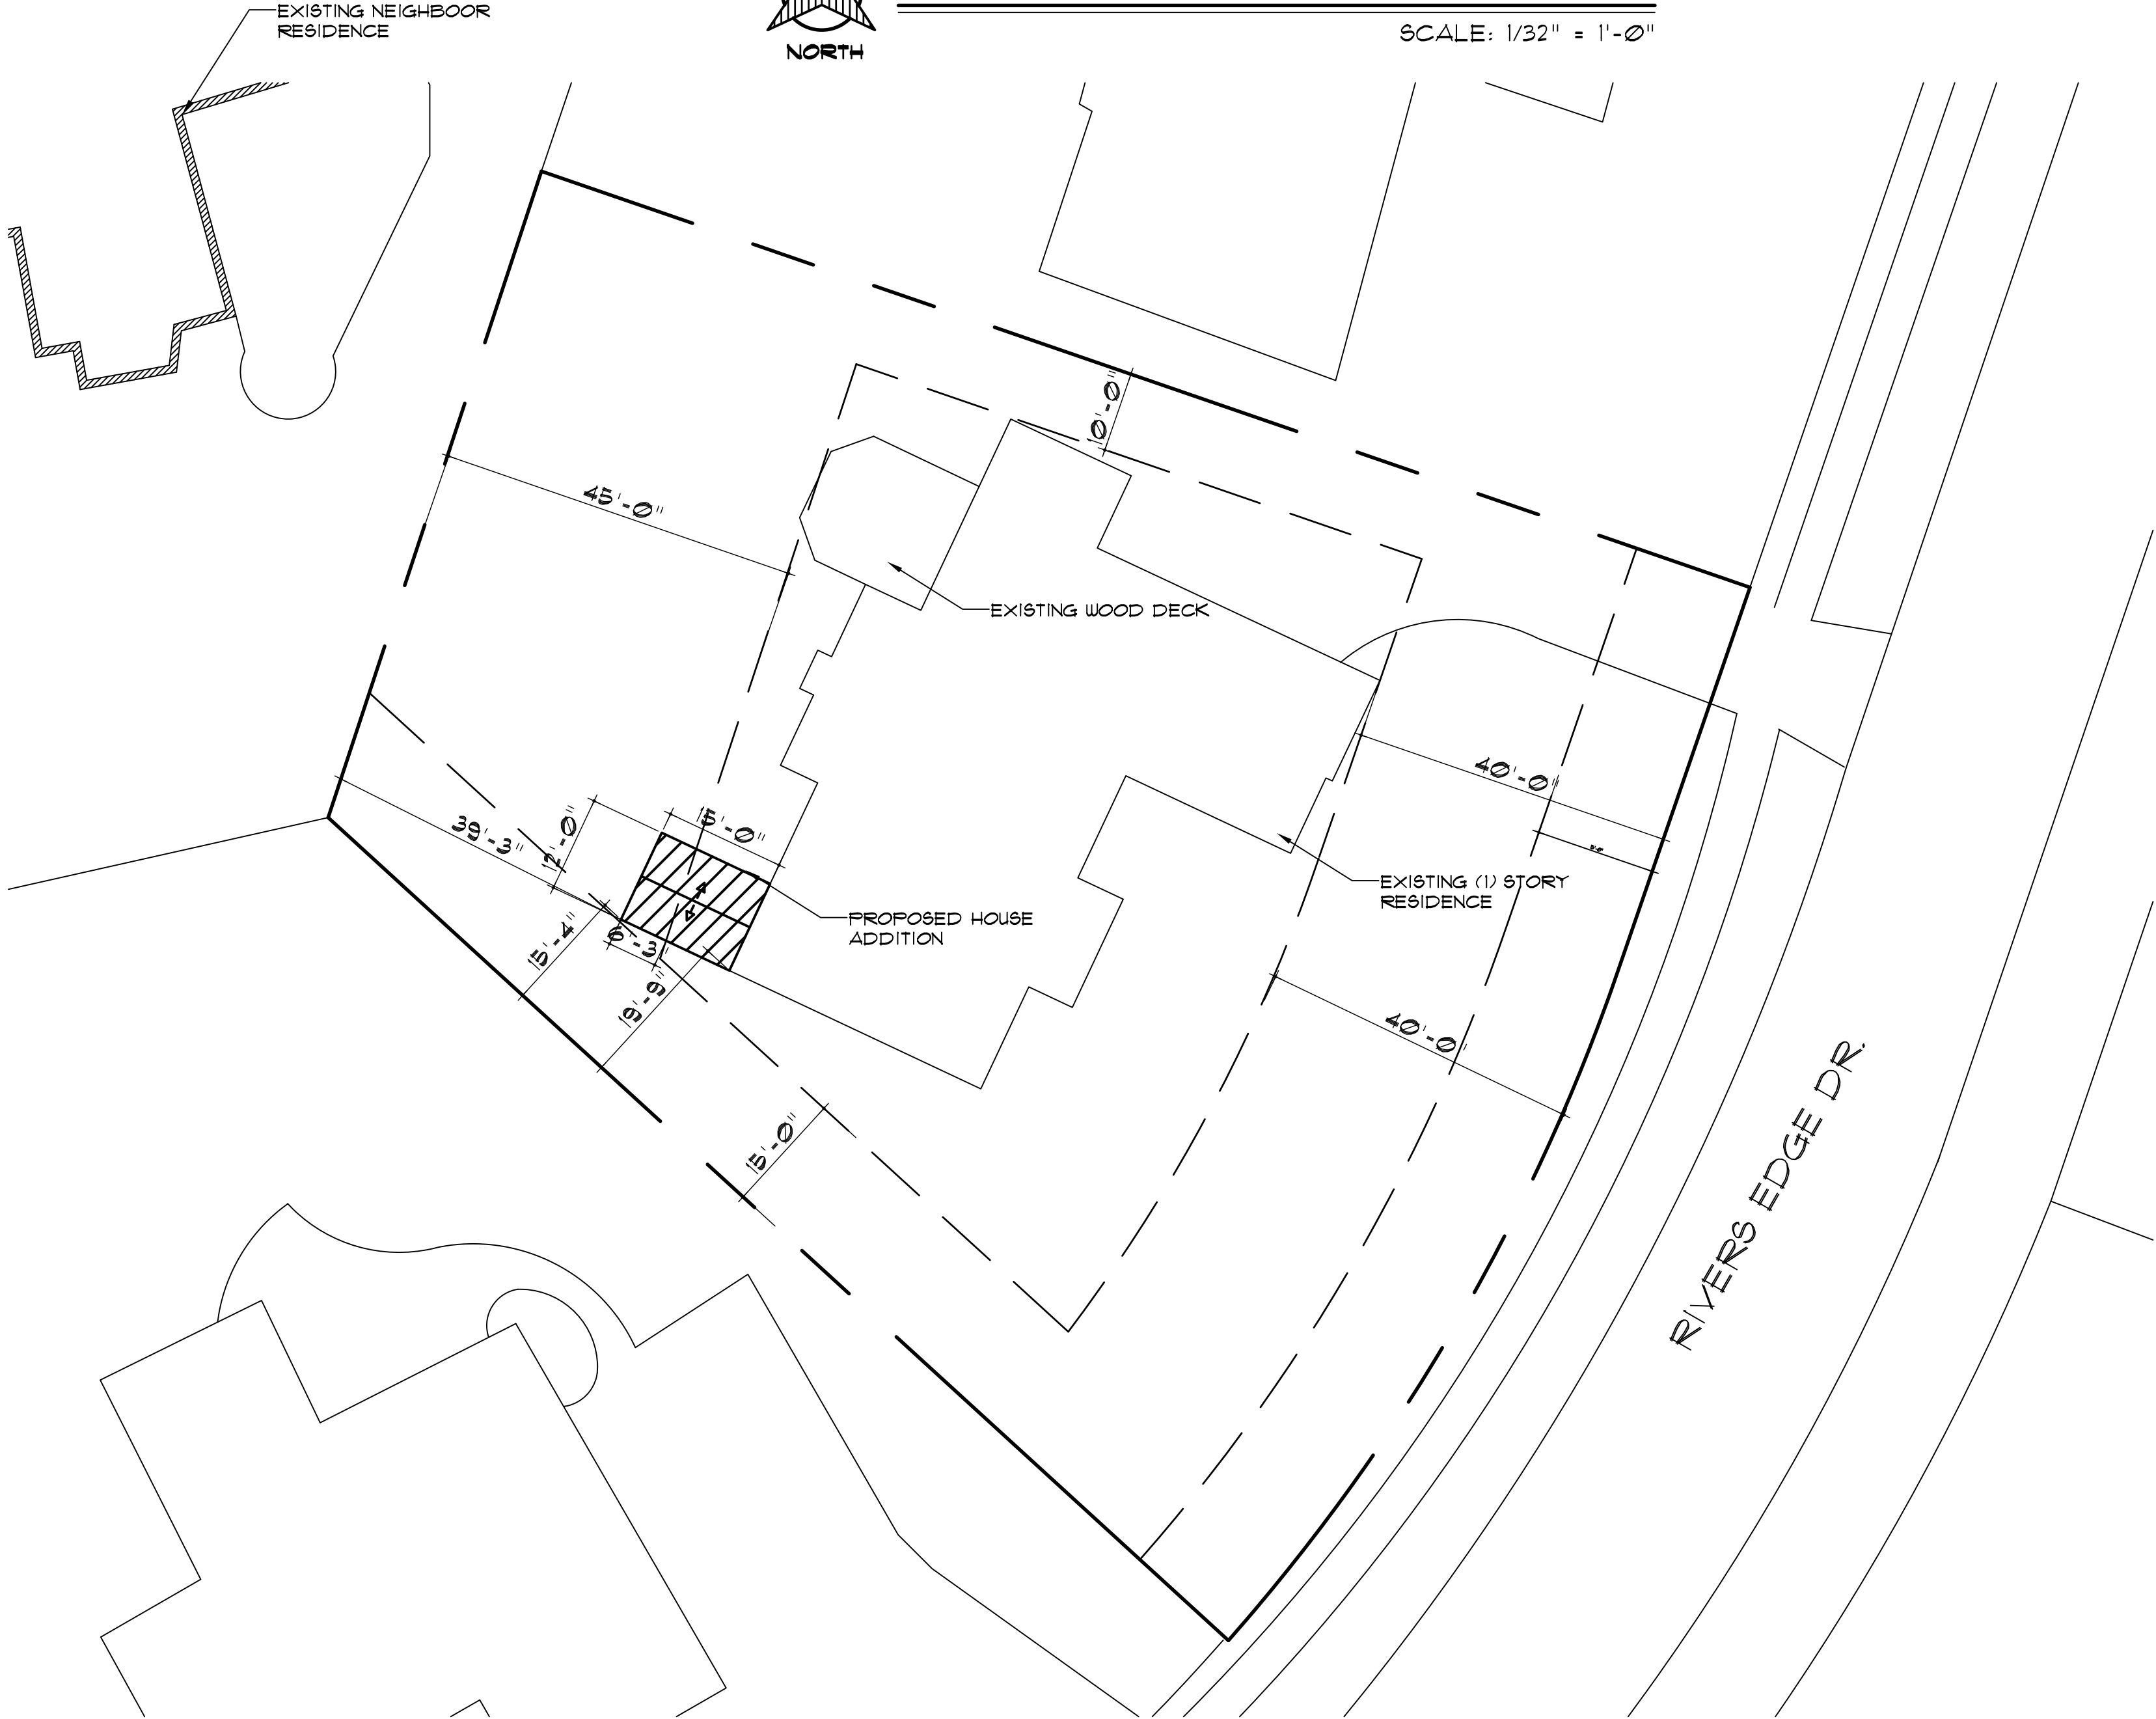 EXISTING NEIGHBOOR
RESIDENCE
NORTH
SCALE: 1/32" = 1'-0"
10'-0"
45'-0"
EXISTING WOOD DECK
40'-0"
39'-3"
12'-0"
15'-0"
EXISTING (1) STORY
RESIDENCE
PROPOSED HOUSE
ADDITION
15'-4"
6'-3"
19'-9"
40'-0"
15'-0"
RIVERS EDGE DR.